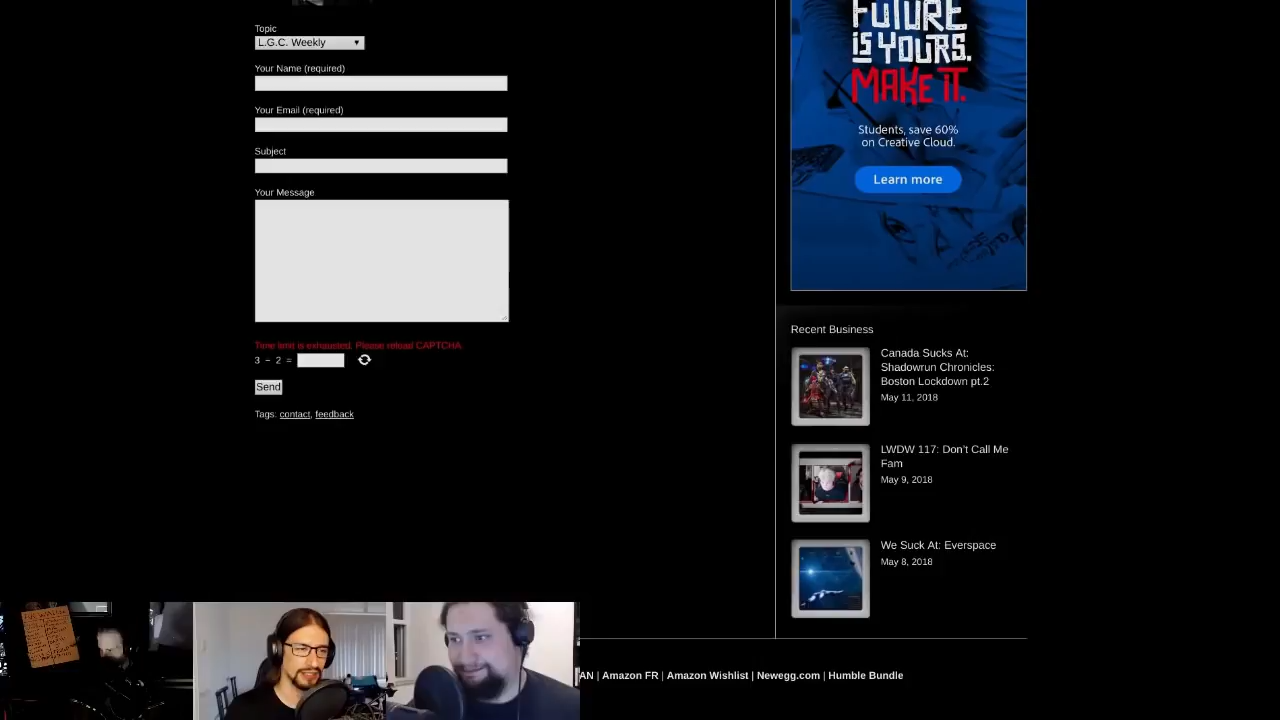 Topic
L.G.C. Weekly
Your Name (required)
Your Email (required)
Subject
Your Message
Time limit is exhausted. Please reload CAPTCHA.
3 − 2 =
Send
Tags: contact, feedback
FUTURE
IS YOURS.
MAKE IT.
Students, save 60%
on Creative Cloud.
Learn more
Recent Business
Canada Sucks At:
Shadowrun Chronicles:
Boston Lockdown pt.2
May 11, 2018
LWDW 117: Don't Call Me
Fam
May 9, 2018
We Suck At: Everspace
May 8, 2018
AN | Amazon FR | Amazon Wishlist | Newegg.com | Humble Bundle